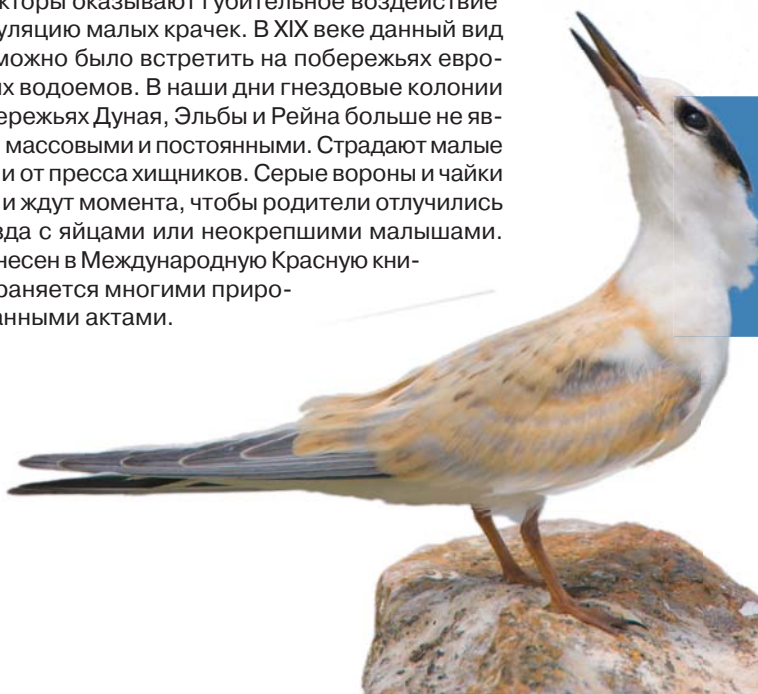 кторы оказывают губительное воздействие
уляцию малых крачек. В XIX веке данный вид
можно было встретить на побережьях евро-
их водоемов. В наши дни гнездовые колонии
ережьях Дуная, Эльбы и Рейна больше не яв-
массовыми и постоянными. Страдают малые
и от пресса хищников. Серые вороны и чайки
и ждут момента, чтобы родители отлучились
зда с яйцами или неокрепшими малышами.
несен в Международную Красную кни-
раняется многими приро-
анными актами.